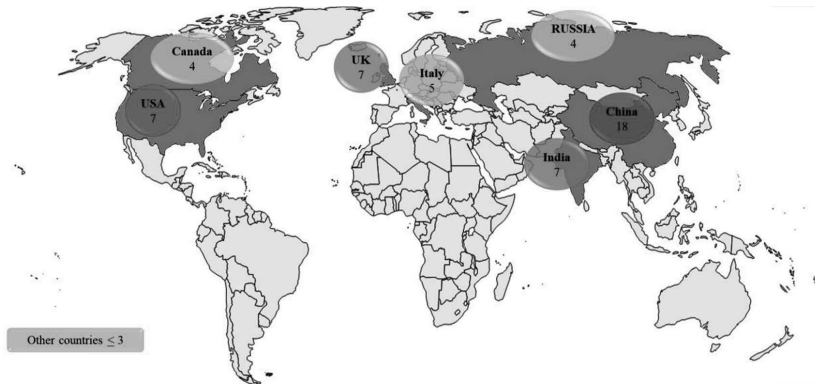 RUSSIA
4
Canada
4
UK
7
Italy
5
USA
7
China
18
India
7
Other countries ≤ 3